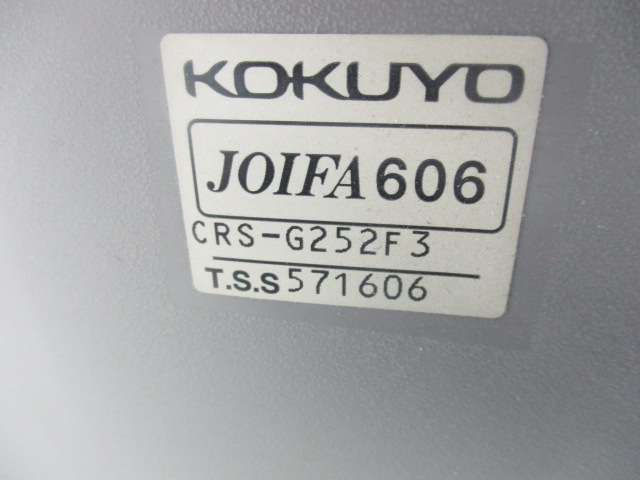 KOKUYO
JOIFA 606
CRS-G252F3
T.S.S 571606